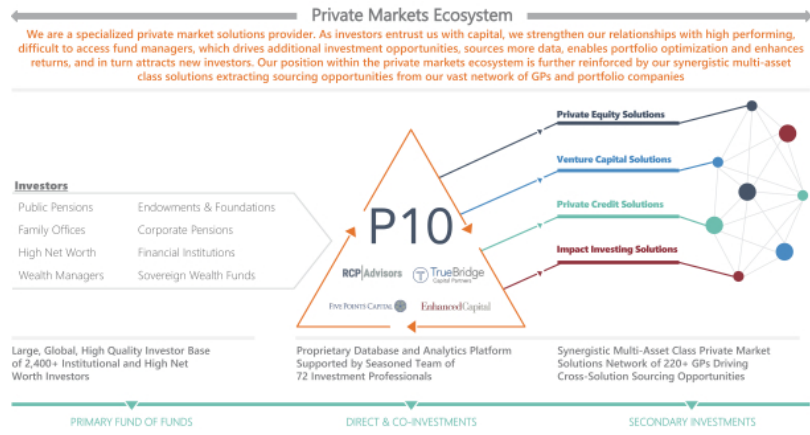 Private Markets Ecosystem
We are a specialized private market solutions provider. As investors entrust us with capital, we strengthen our relationships with high performing,
difficult to access fund managers, which drives additional investment opportunities, sources more data, enables portfolio optimization and enhances
returns, and in turn attracts new investors. Our position within the private markets ecosystem is further reinforced by our synergistic multi-asset
class solutions extracting sourcing opportunities from our vast network of GPs and portfolio companies
Investors
Public Pensions
Endowments & Foundations
Family Offices
Corporate Pensions
High Net Worth
Financial Institutions
Wealth Managers
Sovereign Wealth Funds
P10
RCP|Advisors
TrueBridge
Capital Partners
FIVE POINTS CAPITAL
EnhancedCapital
Private Equity Solutions
Venture Capital Solutions
Private Credit Solutions
Impact Investing Solutions
Large, Global, High Quality Investor Base
of 2,400+ Institutional and High Net
Worth Investors
Proprietary Database and Analytics Platform
Supported by Seasoned Team of
72 Investment Professionals
Synergistic Multi-Asset Class Private Market
Solutions Network of 220+ GPs Driving
Cross-Solution Sourcing Opportunities
PRIMARY FUND OF FUNDS
DIRECT & CO-INVESTMENTS
SECONDARY INVESTMENTS